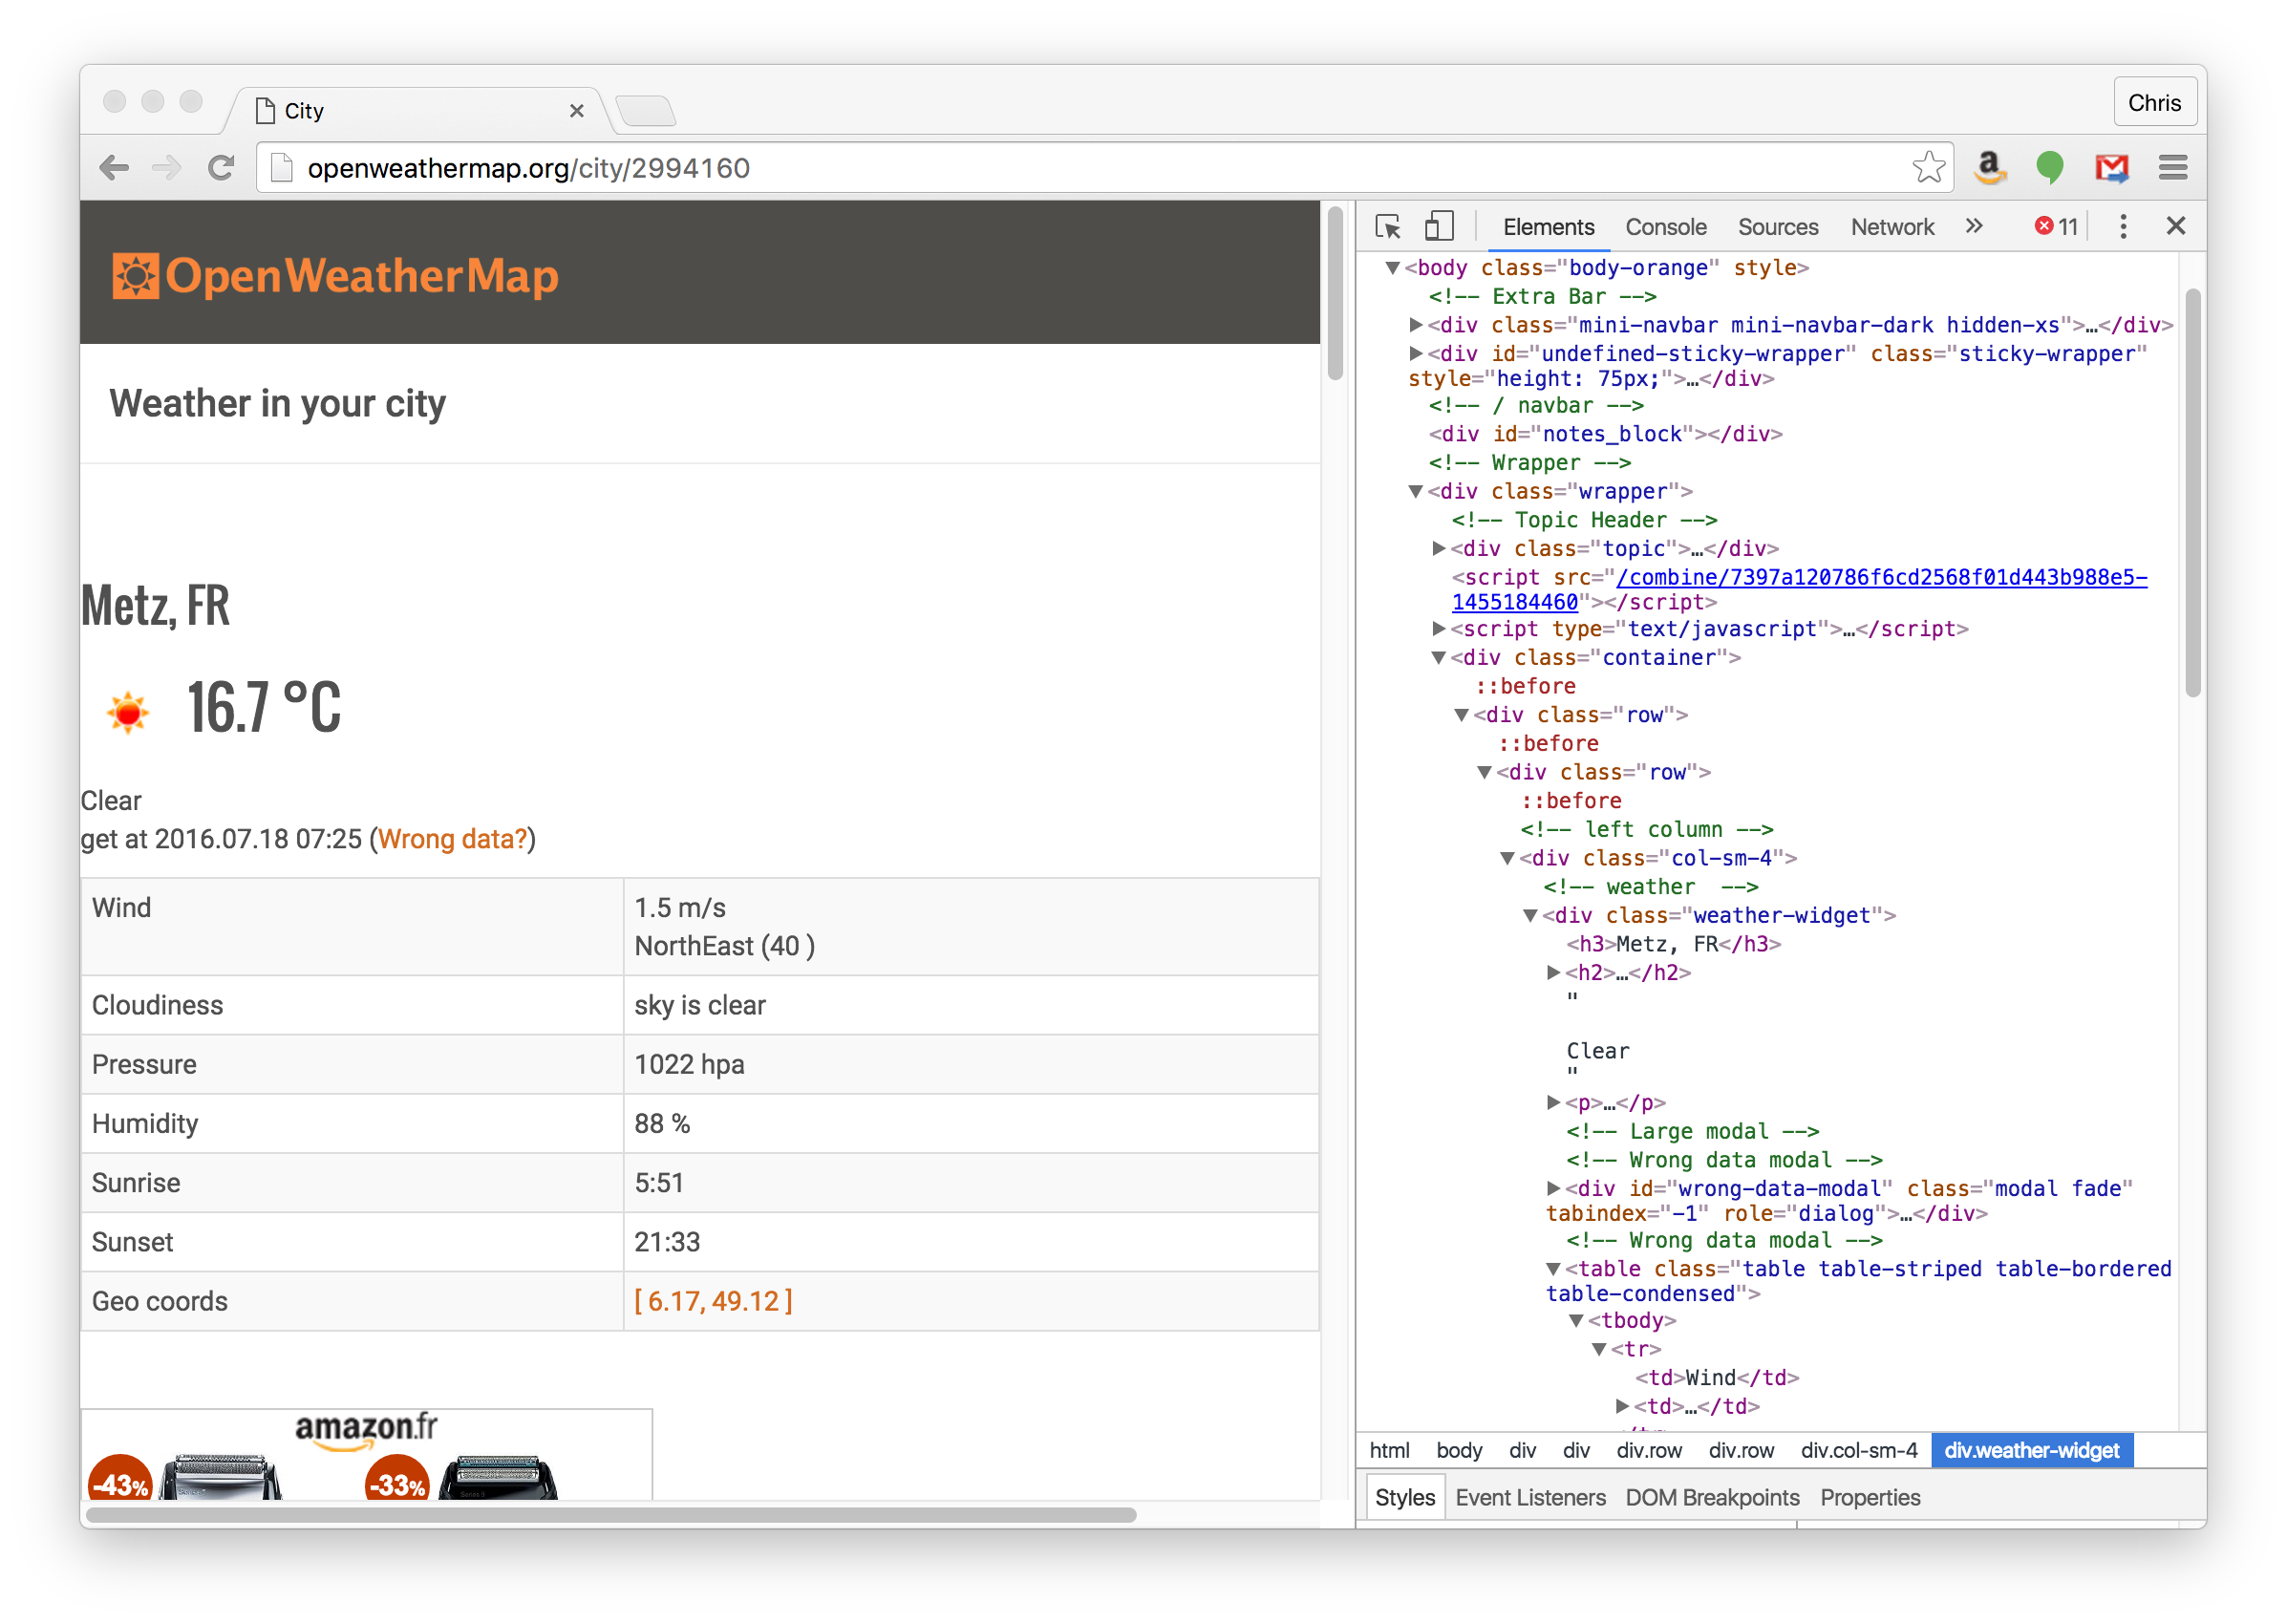 City
Chris
openweathermap.org/city/2994160
OpenWeatherMap
Weather in your city
Metz, FR
16.7 °C
Clear
get at 2016.07.18 07:25 (Wrong data?)
Wind
1.5 m/s
NorthEast (40 )
Cloudiness
sky is clear
Pressure
1022 hpa
Humidity
88 %
Sunrise
5:51
Sunset
21:33
Geo coords
[ 6.17, 49.12 ]
amazon.fr
-43%
-33%
Elements Console Sources Network » 11
<body class="body-orange" style>
<!-- Extra Bar -->
<div class="mini-navbar mini-navbar-dark hidden-xs">…</div>
<div id="undefined-sticky-wrapper" class="sticky-wrapper"
style="height: 75px;">…</div>
<!-- / navbar -->
<div id="notes_block"></div>
<!-- Wrapper -->
<div class="wrapper">
<!-- Topic Header -->
<div class="topic">…</div>
<script src="/combine/7397a120786f6cd2568f01d443b988e5-
1455184460"></script>
<script type="text/javascript">…</script>
<div class="container">
::before
<div class="row">
::before
<div class="row">
::before
<!-- left column -->
<div class="col-sm-4">
<!-- weather  -->
<div class="weather-widget">
<h3>Metz, FR</h3>
<h2>…</h2>
"
Clear
"
<p>…</p>
<!-- Large modal -->
<!-- Wrong data modal -->
<div id="wrong-data-modal" class="modal fade"
tabindex="-1" role="dialog">…</div>
<!-- Wrong data modal -->
<table class="table table-striped table-bordered
table-condensed">
<tbody>
<tr>
<td>Wind</td>
<td>…</td>
html body div div div.row div.row div.col-sm-4 div.weather-widget
Styles Event Listeners DOM Breakpoints Properties